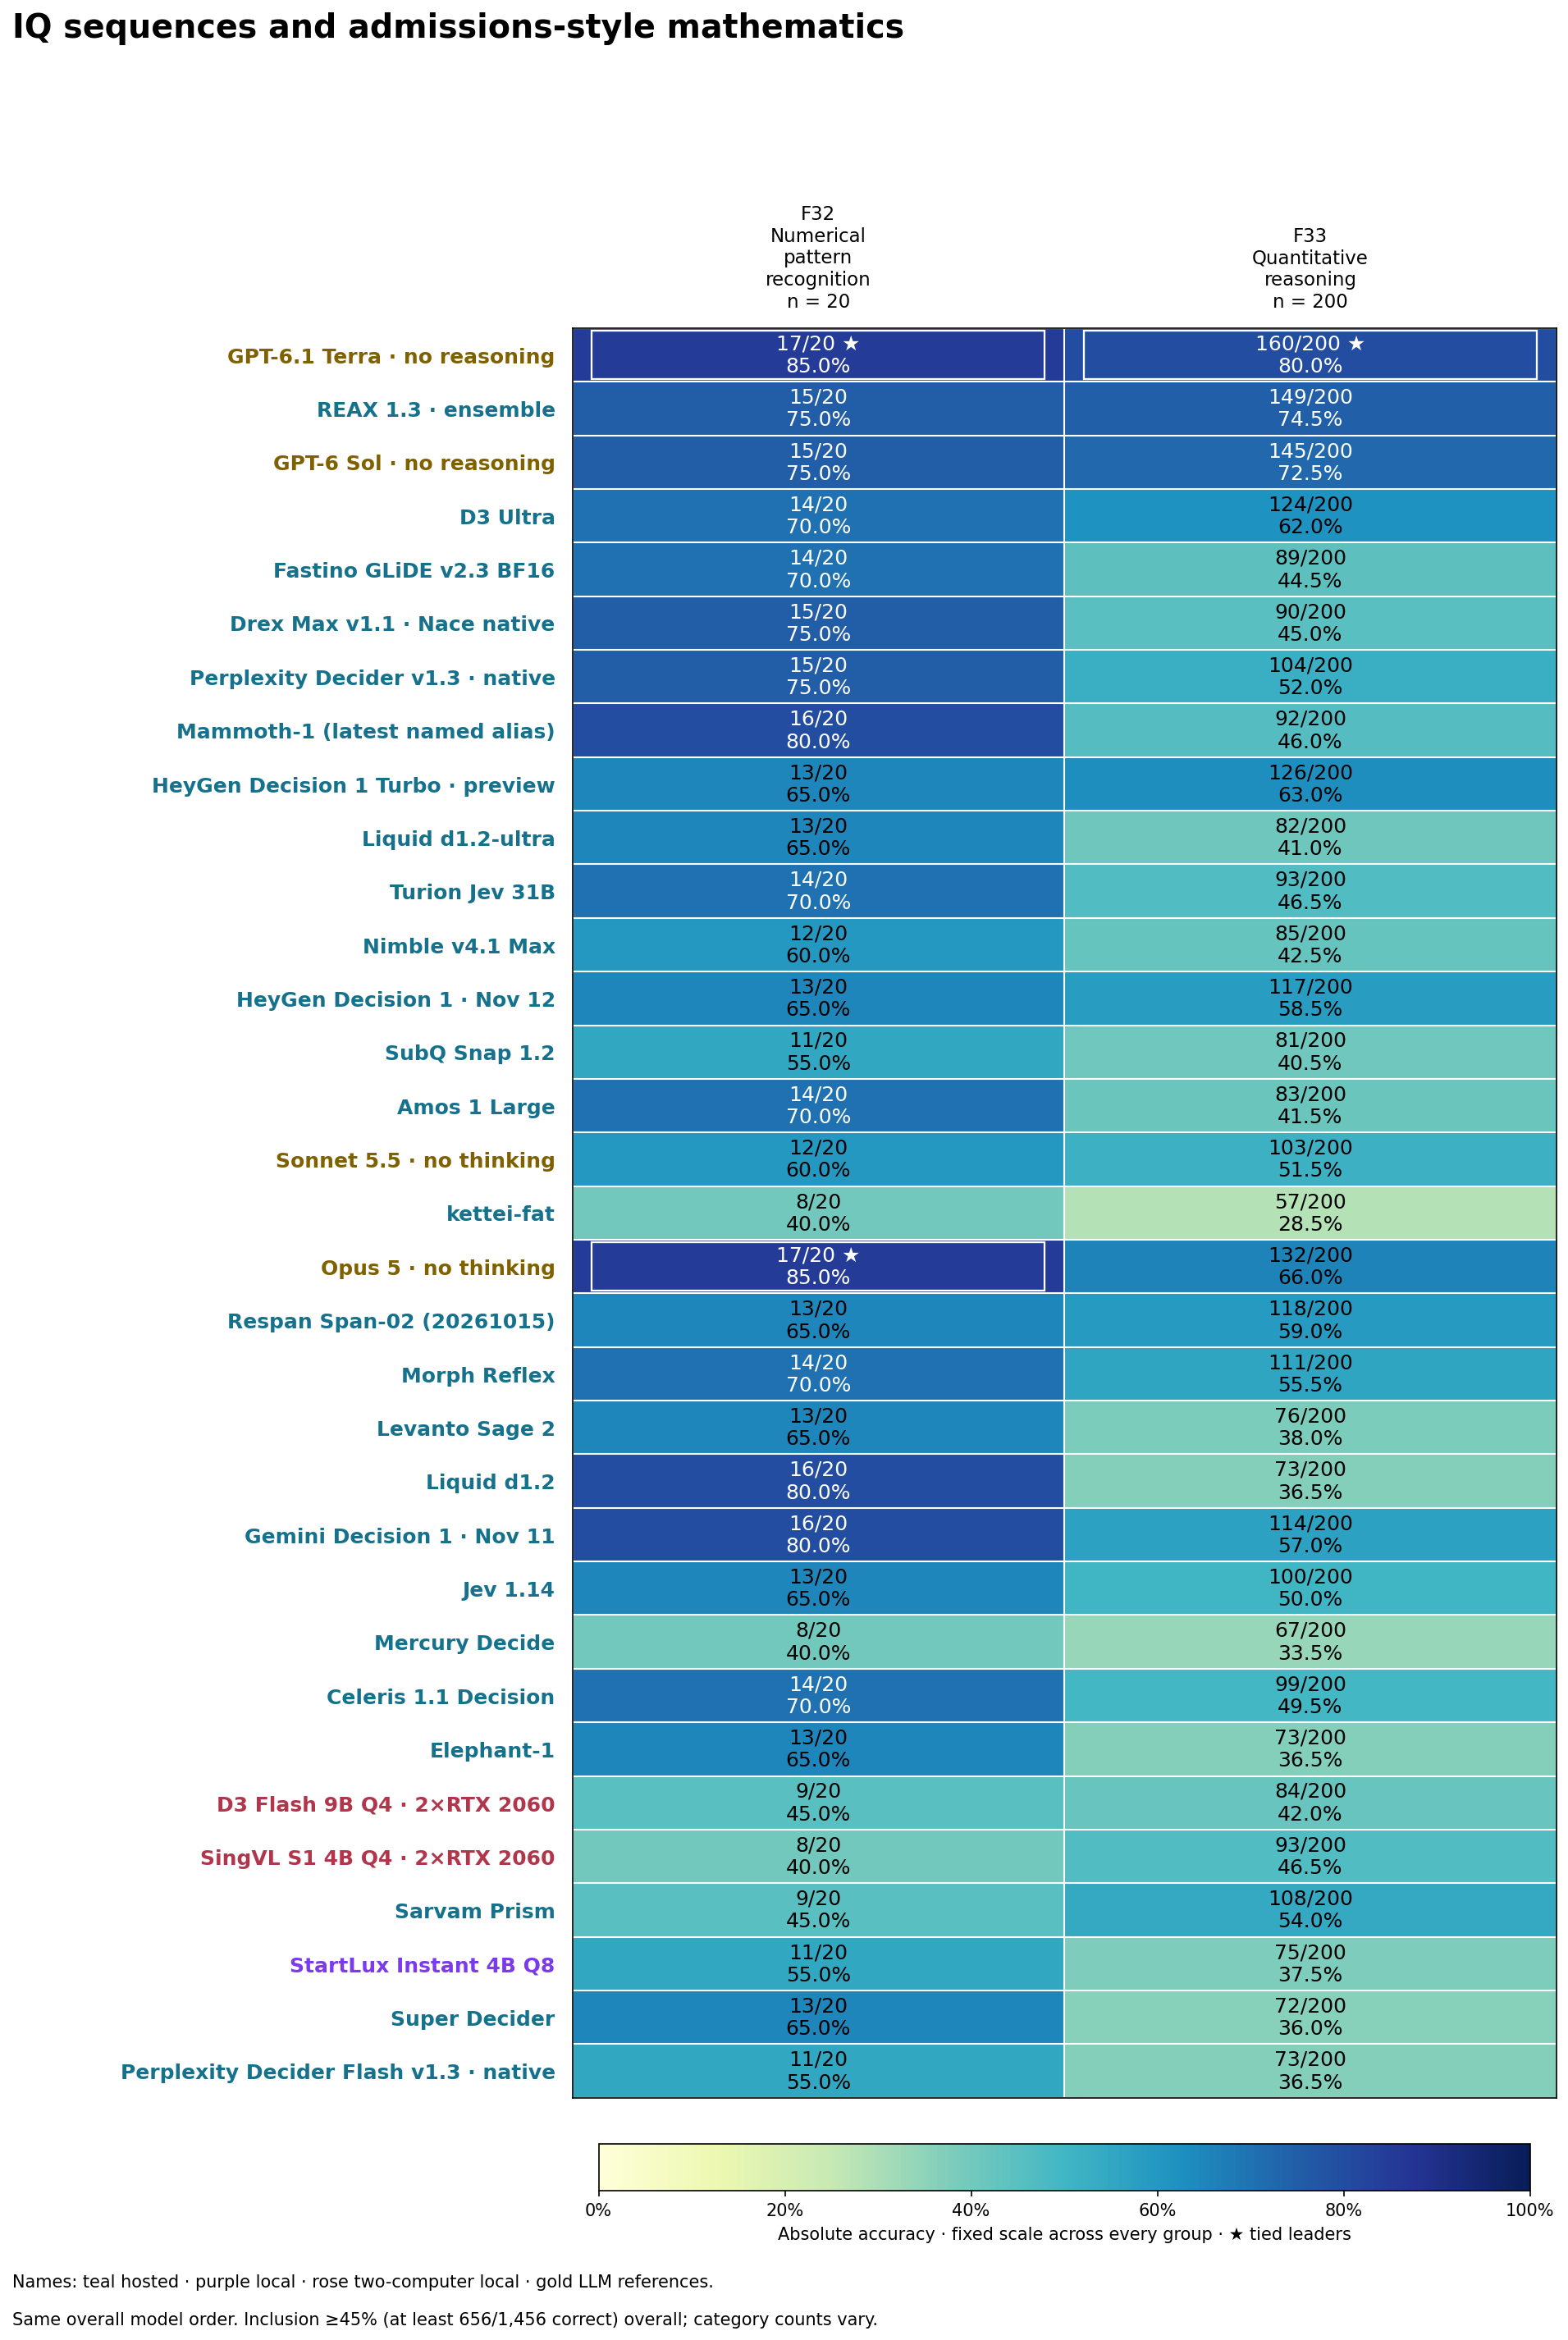 IQ sequences and admissions-style mathematics
F32
Numerical
pattern
recognition
n = 20
F33
Quantitative
reasoning
n = 200
GPT-6.1 Terra · no reasoning
17/20 ★
85.0%
160/200 ★
80.0%
REAX 1.3 · ensemble
15/20
75.0%
149/200
74.5%
GPT-6 Sol · no reasoning
15/20
75.0%
145/200
72.5%
D3 Ultra
14/20
70.0%
124/200
62.0%
Fastino GLiDE v2.3 BF16
14/20
70.0%
89/200
44.5%
Drex Max v1.1 · Nace native
15/20
75.0%
90/200
45.0%
Perplexity Decider v1.3 · native
15/20
75.0%
104/200
52.0%
Mammoth-1 (latest named alias)
16/20
80.0%
92/200
46.0%
HeyGen Decision 1 Turbo · preview
13/20
65.0%
126/200
63.0%
Liquid d1.2-ultra
13/20
65.0%
82/200
41.0%
Turion Jev 31B
14/20
70.0%
93/200
46.5%
Nimble v4.1 Max
12/20
60.0%
85/200
42.5%
HeyGen Decision 1 · Nov 12
13/20
65.0%
117/200
58.5%
SubQ Snap 1.2
11/20
55.0%
81/200
40.5%
Amos 1 Large
14/20
70.0%
83/200
41.5%
Sonnet 5.5 · no thinking
12/20
60.0%
103/200
51.5%
kettei-fat
8/20
40.0%
57/200
28.5%
Opus 5 · no thinking
17/20 ★
85.0%
132/200
66.0%
Respan Span-02 (20261015)
13/20
65.0%
118/200
59.0%
Morph Reflex
14/20
70.0%
111/200
55.5%
Levanto Sage 2
13/20
65.0%
76/200
38.0%
Liquid d1.2
16/20
80.0%
73/200
36.5%
Gemini Decision 1 · Nov 11
16/20
80.0%
114/200
57.0%
Jev 1.14
13/20
65.0%
100/200
50.0%
Mercury Decide
8/20
40.0%
67/200
33.5%
Celeris 1.1 Decision
14/20
70.0%
99/200
49.5%
Elephant-1
13/20
65.0%
73/200
36.5%
D3 Flash 9B Q4 · 2×RTX 2060
9/20
45.0%
84/200
42.0%
SingVL S1 4B Q4 · 2×RTX 2060
8/20
40.0%
93/200
46.5%
Sarvam Prism
9/20
45.0%
108/200
54.0%
StartLux Instant 4B Q8
11/20
55.0%
75/200
37.5%
Super Decider
13/20
65.0%
72/200
36.0%
Perplexity Decider Flash v1.3 · native
11/20
55.0%
73/200
36.5%
0% 20% 40% 60% 80% 100%
Absolute accuracy · fixed scale across every group · ★ tied leaders
Names: teal hosted · purple local · rose two-computer local · gold LLM references.
Same overall model order. Inclusion ≥45% (at least 656/1,456 correct) overall; category counts vary.